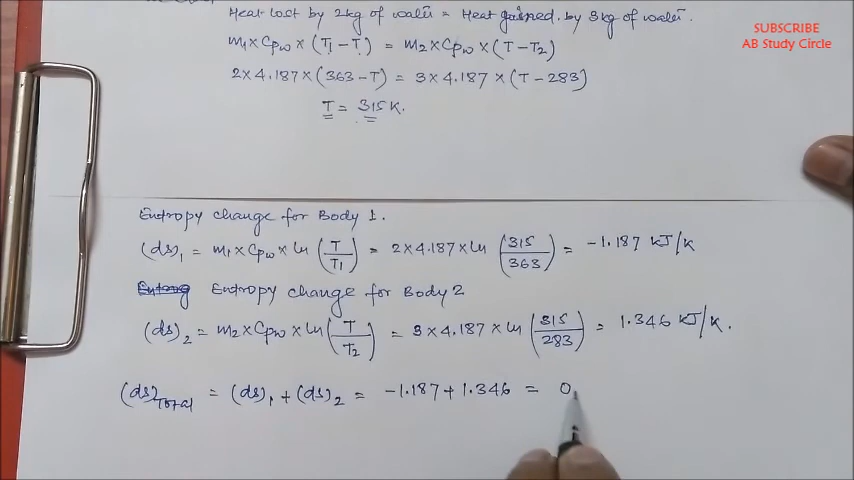 SUBSCRIBE
AB Study Circle
Heat lost by 2kg of water = Heat gained by 3kg of water.
m1 × Cpw × (T1 − T) = m2 × Cpw × (T − T2)
2 × 4.187 × (363 − T) = 3 × 4.187 × (T − 283)
T = 315 K.
Entropy change for Body 1.
(ds)1 = m1 × Cpw × ln (T/T1) = 2 × 4.187 × ln (315/363) = −1.187 kJ/K
Entropy change for Body 2
(ds)2 = m2 × Cpw × ln (T/T2) = 3 × 4.187 × ln (315/283) = 1.346 kJ/K.
(ds)Total = (ds)1 + (ds)2 = −1.187 + 1.346 = 0.